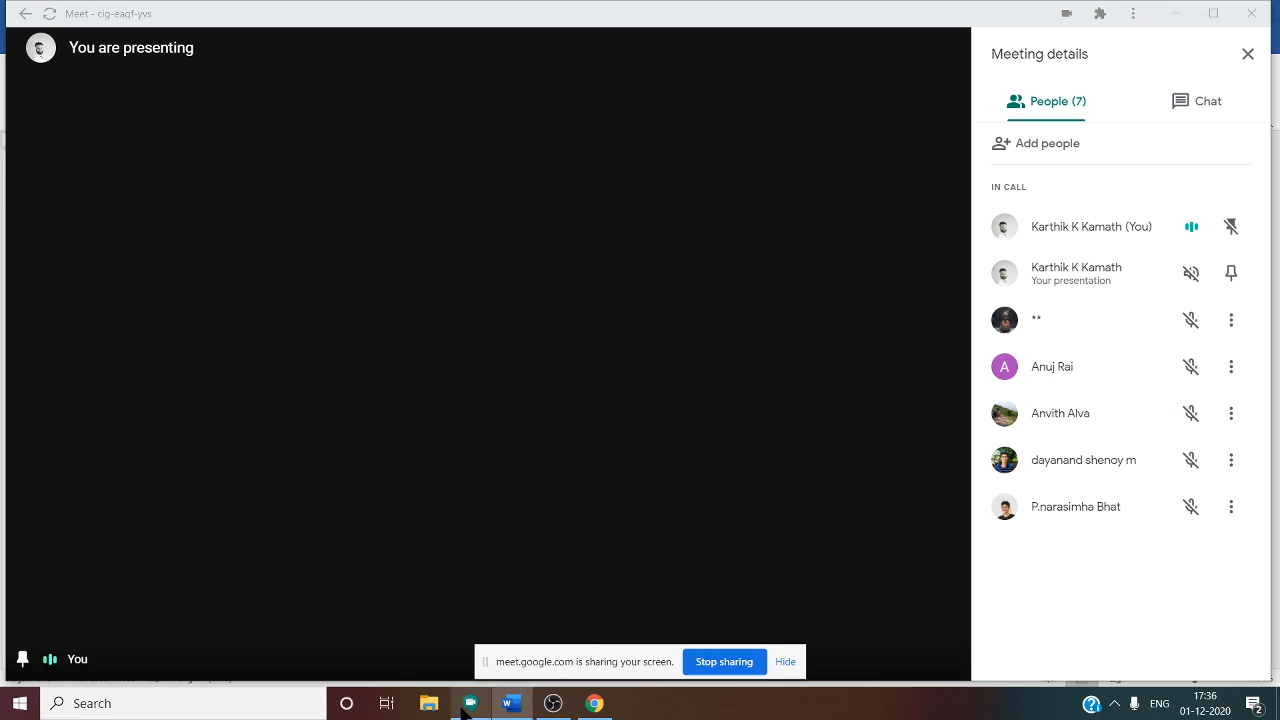 Meet - cig-eaqf-yvs
You are presenting
Meeting details
People (7)
Chat
Add people
IN CALL
Karthik K Kamath (You)
Karthik K Kamath
Your presentation
**
A
Anuj Rai
Anvith Alva
dayanand shenoy m
P.narasimha Bhat
You
meet.google.com is sharing your screen.
Stop sharing
Hide
Search
W
ENG
17:36
01-12-2020
2